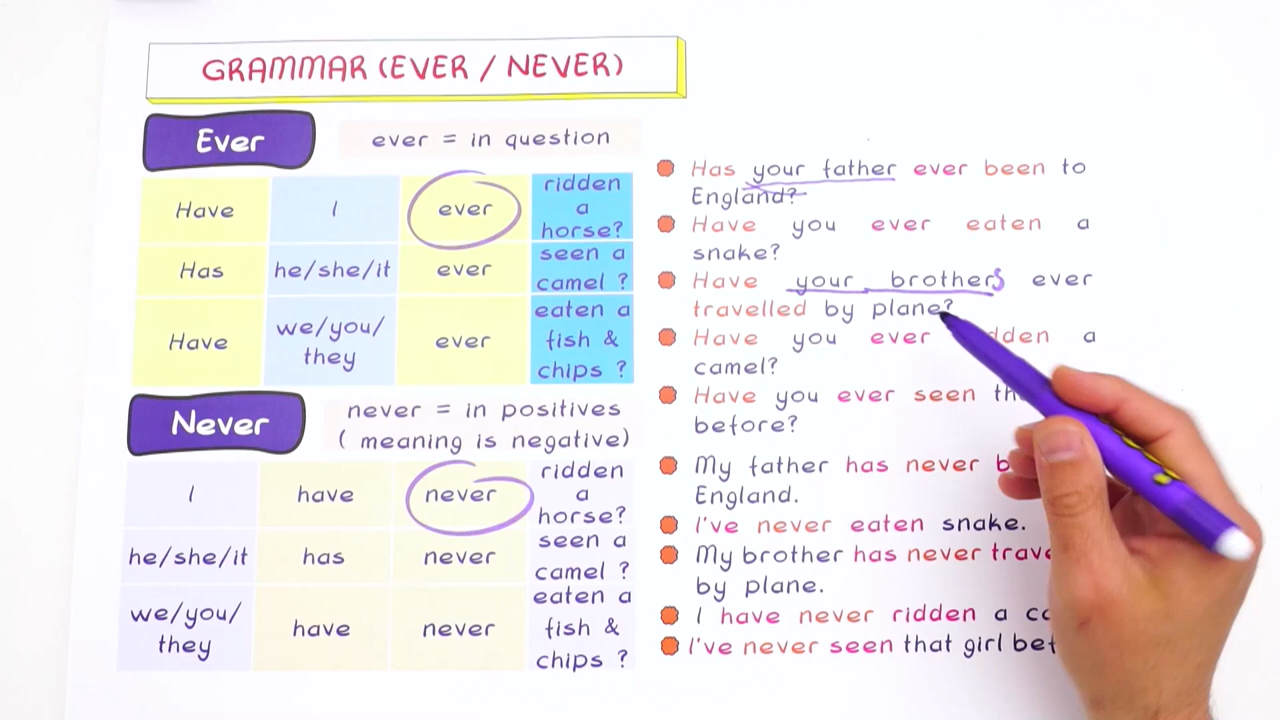 GRAMMAR (EVER / NEVER)
Ever
ever = in question
Have I ever ridden a horse?
Has he/she/it ever seen a camel ?
Have we/you/they ever eaten a fish & chips ?
Never
never = in positives
( meaning is negative)
I have never ridden a horse?
he/she/it has never seen a camel ?
we/you/they have never eaten a fish & chips ?
Has your father ever been to
England?
Have you ever eaten a
snake?
Have your brothers ever
travelled by plane?
Have you ever a
camel?
Have you ever seen
before?
My father has never
England.
I've never eaten snake.
My brother has never
by plane.
I have never ridden a
I've never seen that girl